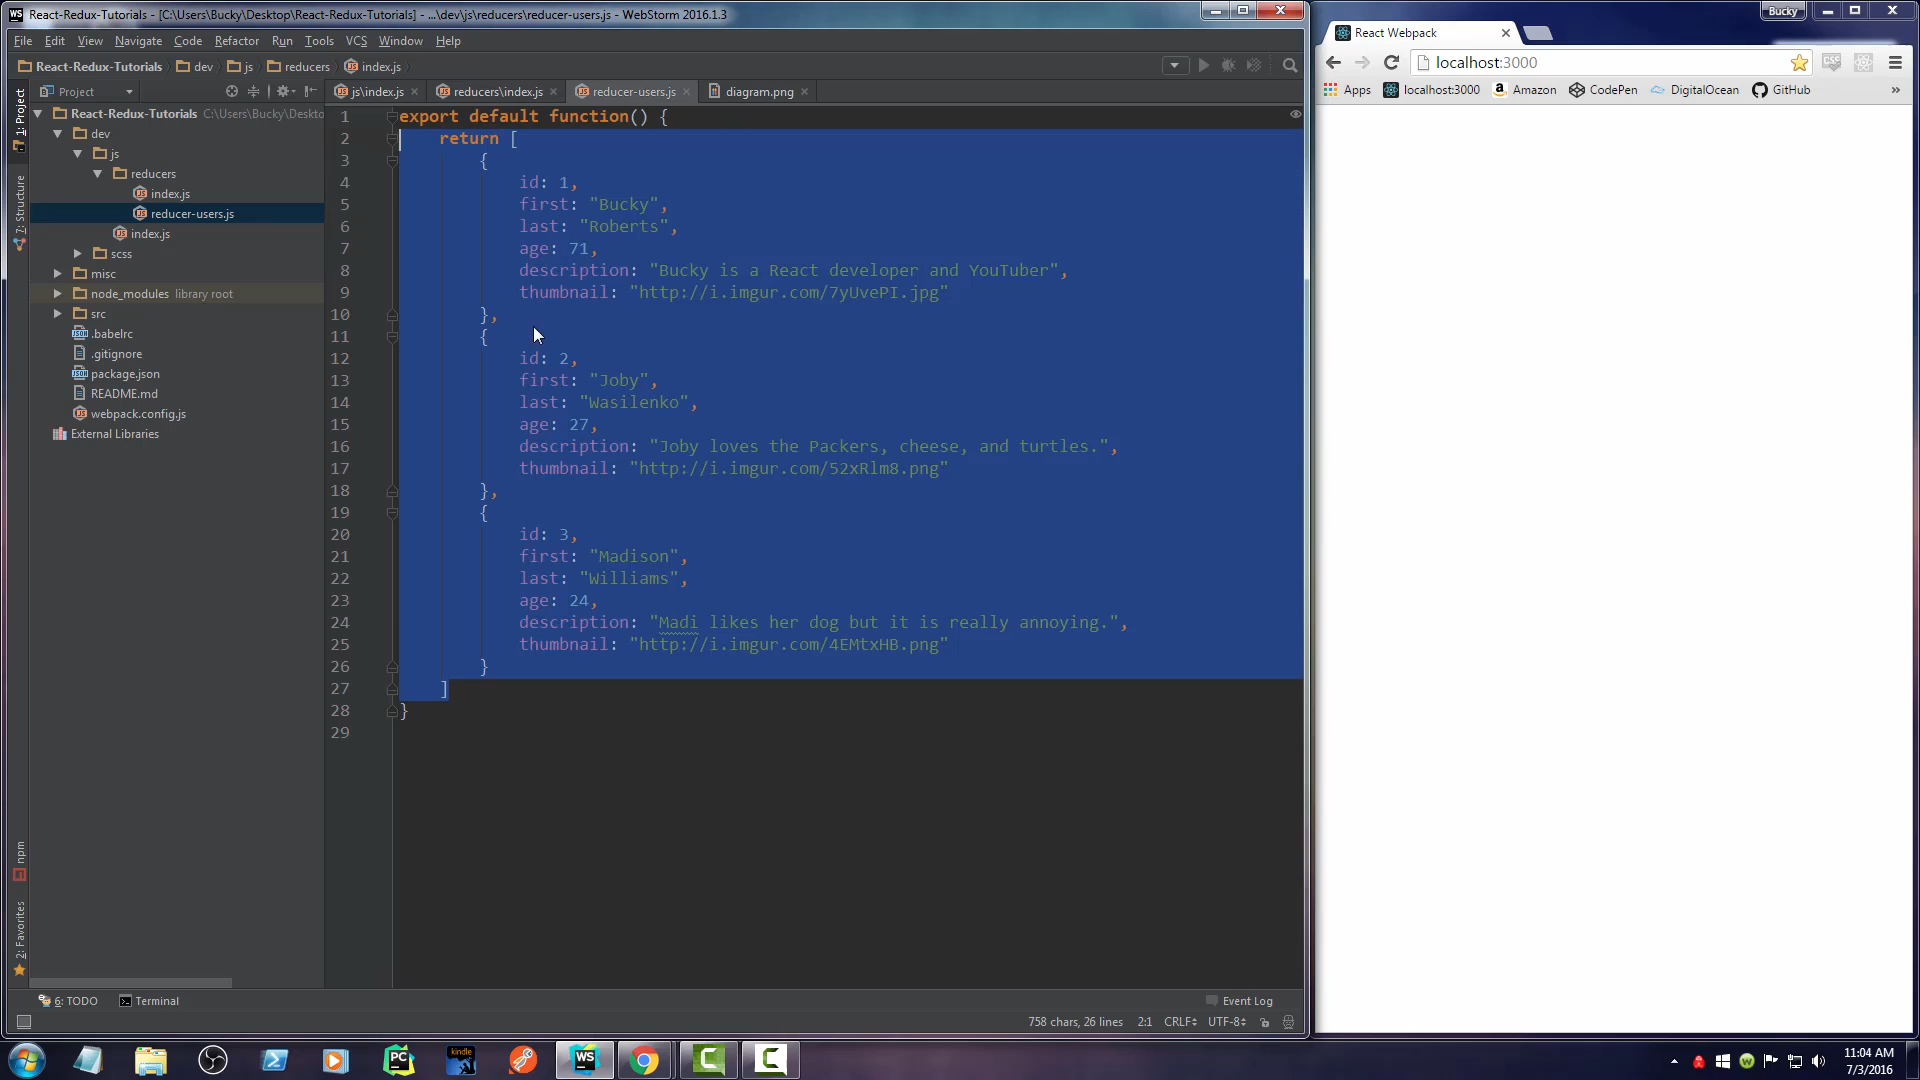 React-Redux-Tutorials - [C:\Users\Bucky\Desktop\React-Redux-Tutorials] - ...\dev\js\reducers\reducer-users.js - WebStorm 2016.1.3
File Edit View Navigate Code Refactor Run Tools VCS Window Help
React-Redux-Tutorials dev js reducers index.js
Project
js\index.js reducers\index.js reducer-users.js diagram.png
1: Project
7: Structure
npm
2: Favorites
React-Redux-Tutorials C:\Users\Bucky\Deskto
dev
js
reducers
index.js
reducer-users.js
index.js
scss
misc
node_modules library root
src
.babelrc
.gitignore
package.json
README.md
webpack.config.js
External Libraries
1 export default function() {
2 return [
3 {
4 id: 1,
5 first: "Bucky",
6 last: "Roberts",
7 age: 71,
8 description: "Bucky is a React developer and YouTuber",
9 thumbnail: "http://i.imgur.com/7yUvePI.jpg"
10 },
11 {
12 id: 2,
13 first: "Joby",
14 last: "Wasilenko",
15 age: 27,
16 description: "Joby loves the Packers, cheese, and turtles.",
17 thumbnail: "http://i.imgur.com/52xRlm8.png"
18 },
19 {
20 id: 3,
21 first: "Madison",
22 last: "Williams",
23 age: 24,
24 description: "Madi likes her dog but it is really annoying.",
25 thumbnail: "http://i.imgur.com/4EMtxHB.png"
26 }
27 ]
28 }
29
6: TODO Terminal Event Log
758 chars, 26 lines 2:1 CRLF UTF-8
Bucky
React Webpack
localhost:3000
Apps localhost:3000 Amazon CodePen DigitalOcean GitHub »
PC kindle WS
11:04 AM
7/3/2016